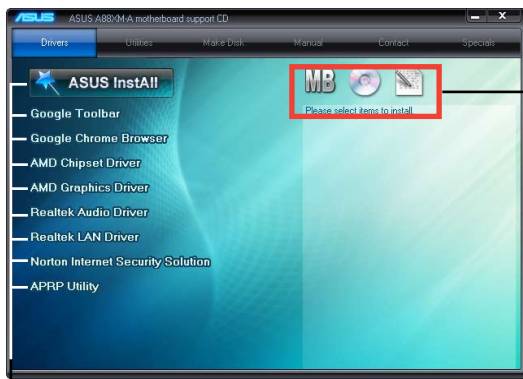 ASUS ASUS A88XM-A motherboard support CD
Drivers Utilities Make Disk Manual Contact Specials
ASUS InstAll
MB
Please select items to install.
Google Toolbar
Google Chrome Browser
AMD Chipset Driver
AMD Graphics Driver
Realtek Audio Driver
Realtek LAN Driver
Norton Internet Security Solution
APRP Utility